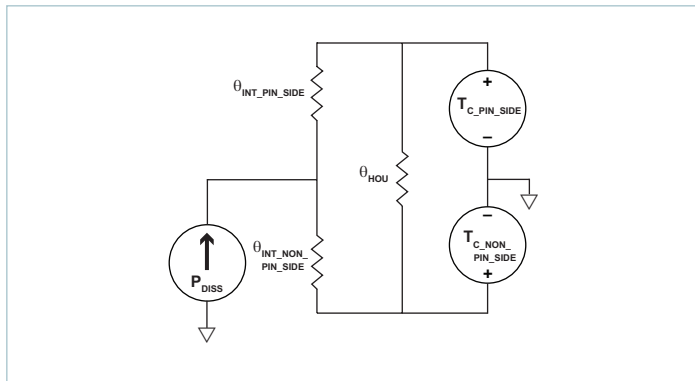 θINT_PIN_SIDE
+
TC_PIN_SIDE
–
θHOU
–
θINT_NON_
PIN_SIDE
TC_NON_
PIN_SIDE
+
PDISS